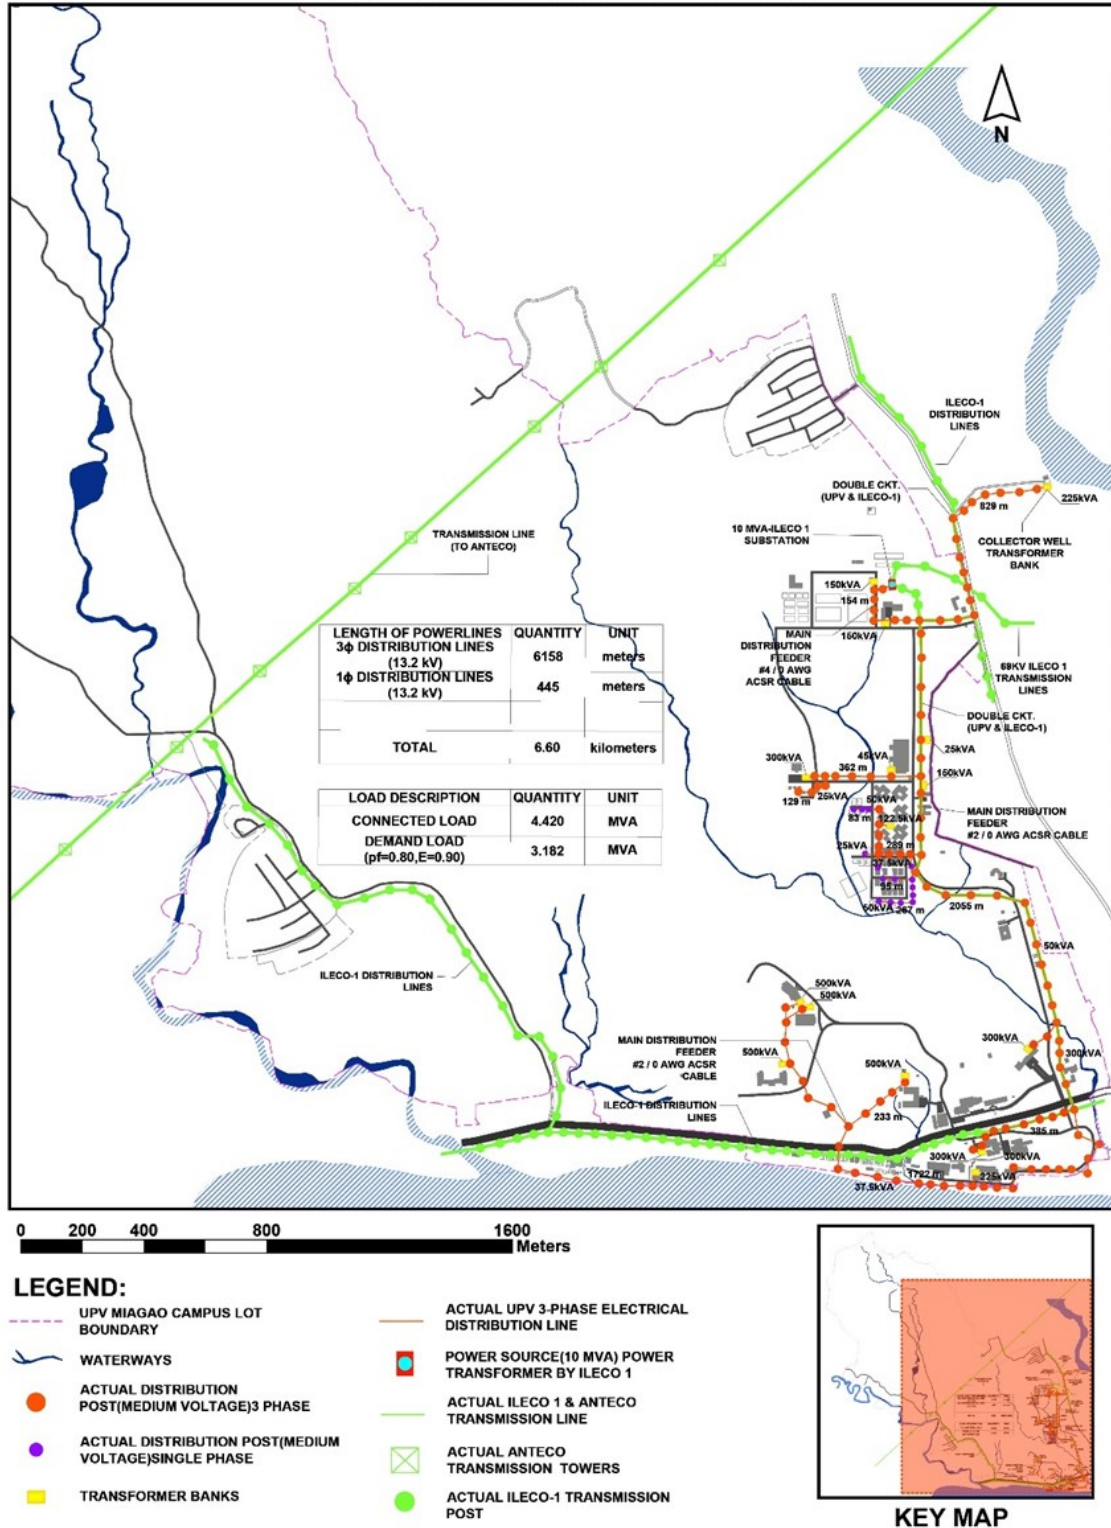 N
ILECO-1
DISTRIBUTION
LINES
DOUBLE CKT.
(UPV & ILECO-1)
829 m
225kVA
10 MVA-ILECO 1
SUBSTATION
COLLECTOR WELL
TRANSFORMER
BANK
TRANSMISSION LINE
(TO ANTECO)
150kVA
154 m
150kVA
MAIN
DISTRIBUTION
FEEDER
#4 / 0 AWG
ACSR CABLE
69KV ILECO 1
TRANSMISSION
LINES
LENGTH OF POWERLINES QUANTITY UNIT
3ϕ DISTRIBUTION LINES
(13.2 kV) 6158 meters
1ϕ DISTRIBUTION LINES
(13.2 kV) 445 meters
TOTAL 6.60 kilometers
DOUBLE CKT.
(UPV & ILECO-1)
300kVA
45kVA
25kVA
362 m
150kVA
129 m
25kVA
50kVA
LOAD DESCRIPTION QUANTITY UNIT
CONNECTED LOAD 4.420 MVA
DEMAND LOAD
(pf=0.80,E=0.90) 3.182 MVA
83 m
122.5kVA
MAIN DISTRIBUTION
FEEDER
#2 / 0 AWG ACSR CABLE
25kVA
289 m
37.5kVA
95 m
50kVA
267 m
2055 m
50kVA
ILECO-1 DISTRIBUTION
LINES
500kVA
500kVA
MAIN DISTRIBUTION
FEEDER
#2 / 0 AWG ACSR
CABLE
500kVA
500kVA
300kVA
300kVA
ILECO-1 DISTRIBUTION
LINES
233 m
385 m
300kVA
300kVA
1722 m
225kVA
37.5kVA
0 200 400 800 1600
Meters
LEGEND:
UPV MIAGAO CAMPUS LOT
BOUNDARY
WATERWAYS
ACTUAL DISTRIBUTION
POST(MEDIUM VOLTAGE)3 PHASE
ACTUAL DISTRIBUTION POST(MEDIUM
VOLTAGE)SINGLE PHASE
TRANSFORMER BANKS
ACTUAL UPV 3-PHASE ELECTRICAL
DISTRIBUTION LINE
POWER SOURCE(10 MVA) POWER
TRANSFORMER BY ILECO 1
ACTUAL ILECO 1 & ANTECO
TRANSMISSION LINE
ACTUAL ANTECO
TRANSMISSION TOWERS
ACTUAL ILECO-1 TRANSMISSION
POST
KEY MAP